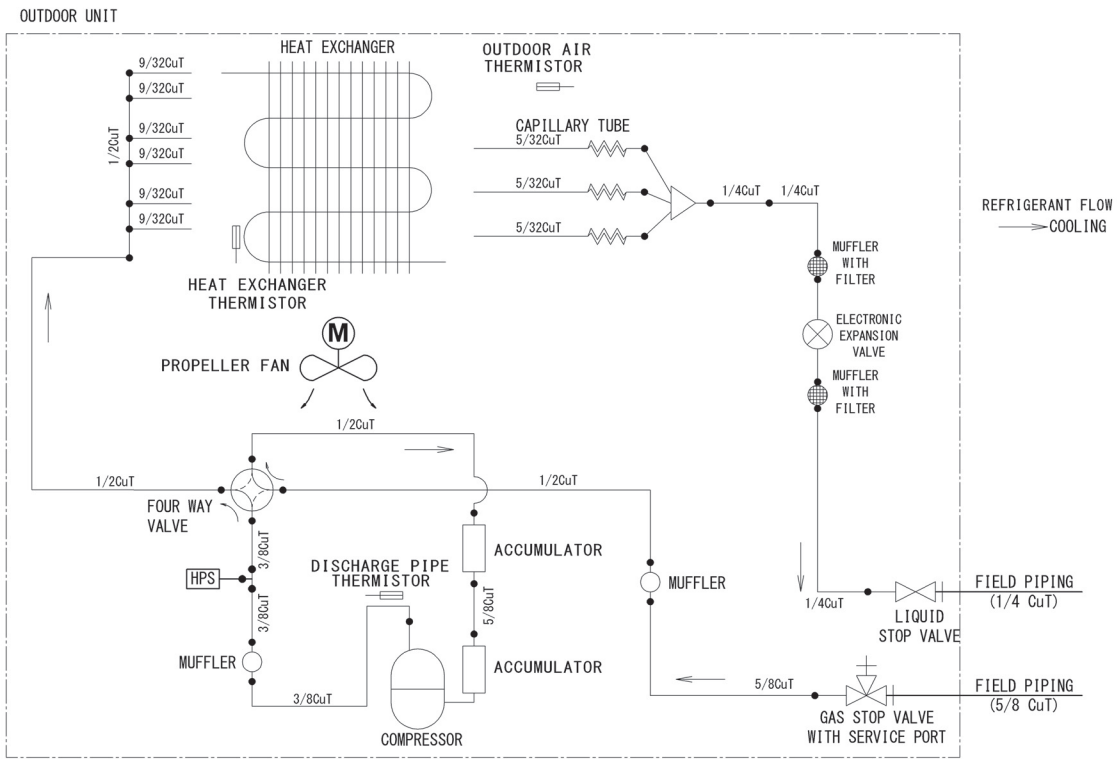 OUTDOOR UNIT
HEAT EXCHANGER
OUTDOOR AIR
THERMISTOR
9/32CuT
9/32CuT
9/32CuT
9/32CuT
9/32CuT
9/32CuT
1/2CuT
CAPILLARY TUBE
5/32CuT
5/32CuT
5/32CuT
1/4CuT
1/4CuT
REFRIGERANT FLOW
COOLING
MUFFLER
WITH
FILTER
HEAT EXCHANGER
THERMISTOR
ELECTRONIC
EXPANSION
VALVE
M
PROPELLER FAN
MUFFLER
WITH
FILTER
1/2CuT
1/2CuT
1/2CuT
FOUR WAY
VALVE
3/8CuT
HPS
3/8CuT
DISCHARGE PIPE
THERMISTOR
ACCUMULATOR
5/8CuT
MUFFLER
1/4CuT
LIQUID
STOP VALVE
FIELD PIPING
(1/4 CuT)
MUFFLER
3/8CuT
COMPRESSOR
ACCUMULATOR
5/8CuT
GAS STOP VALVE
WITH SERVICE PORT
FIELD PIPING
(5/8 CuT)